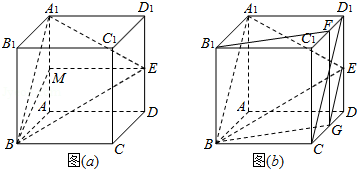 A₁ D₁ A₁ D₁
B₁ C₁ B₁ F C₁
M E E
A D A D
G
B C B C
图(a) 图(b)